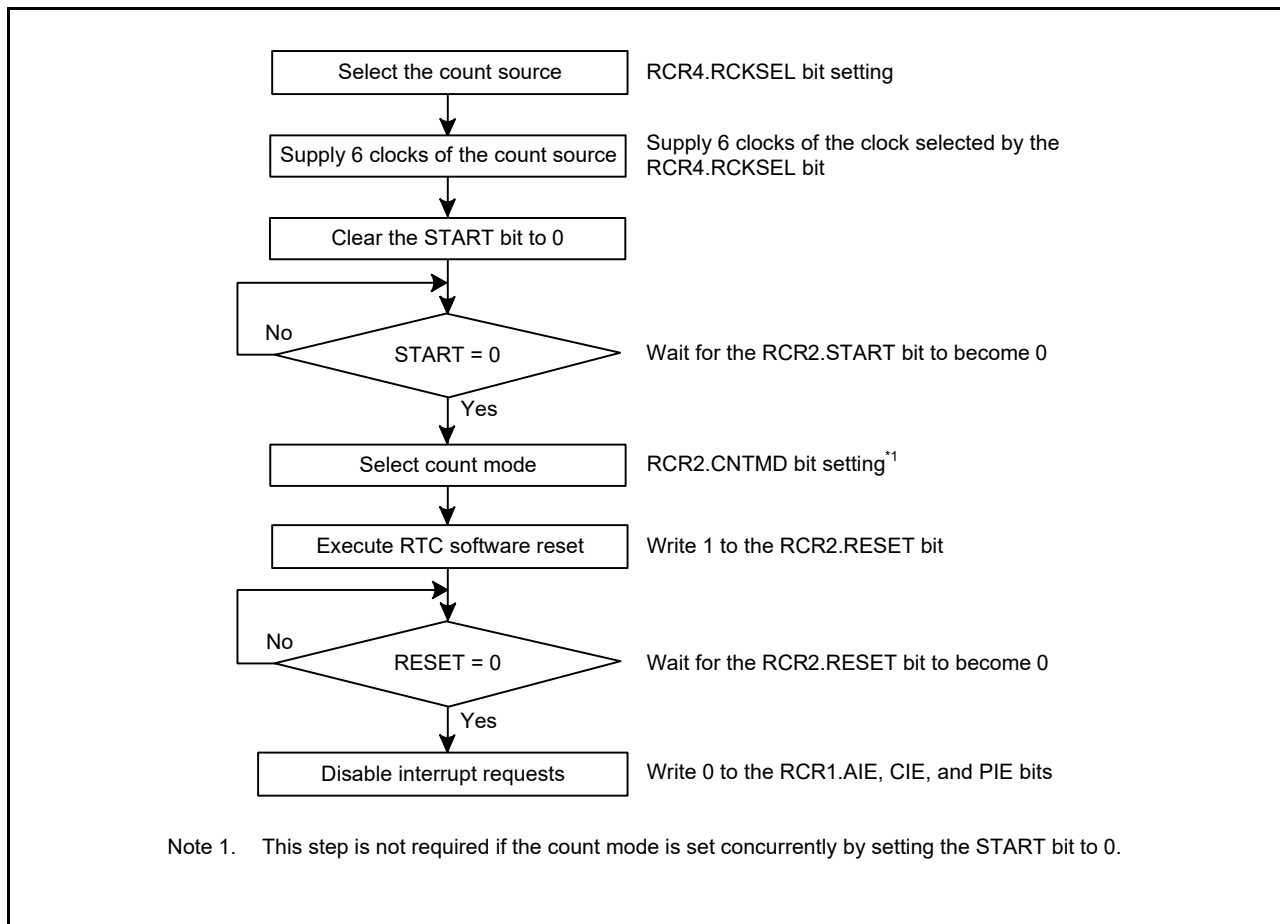 Select the count source
RCR4.RCKSEL bit setting
Supply 6 clocks of the count source
Supply 6 clocks of the clock selected by the
RCR4.RCKSEL bit
Clear the START bit to 0
No
START = 0
Wait for the RCR2.START bit to become 0
Yes
Select count mode
RCR2.CNTMD bit setting*1
Execute RTC software reset
Write 1 to the RCR2.RESET bit
No
RESET = 0
Wait for the RCR2.RESET bit to become 0
Yes
Disable interrupt requests
Write 0 to the RCR1.AIE, CIE, and PIE bits
Note 1. This step is not required if the count mode is set concurrently by setting the START bit to 0.